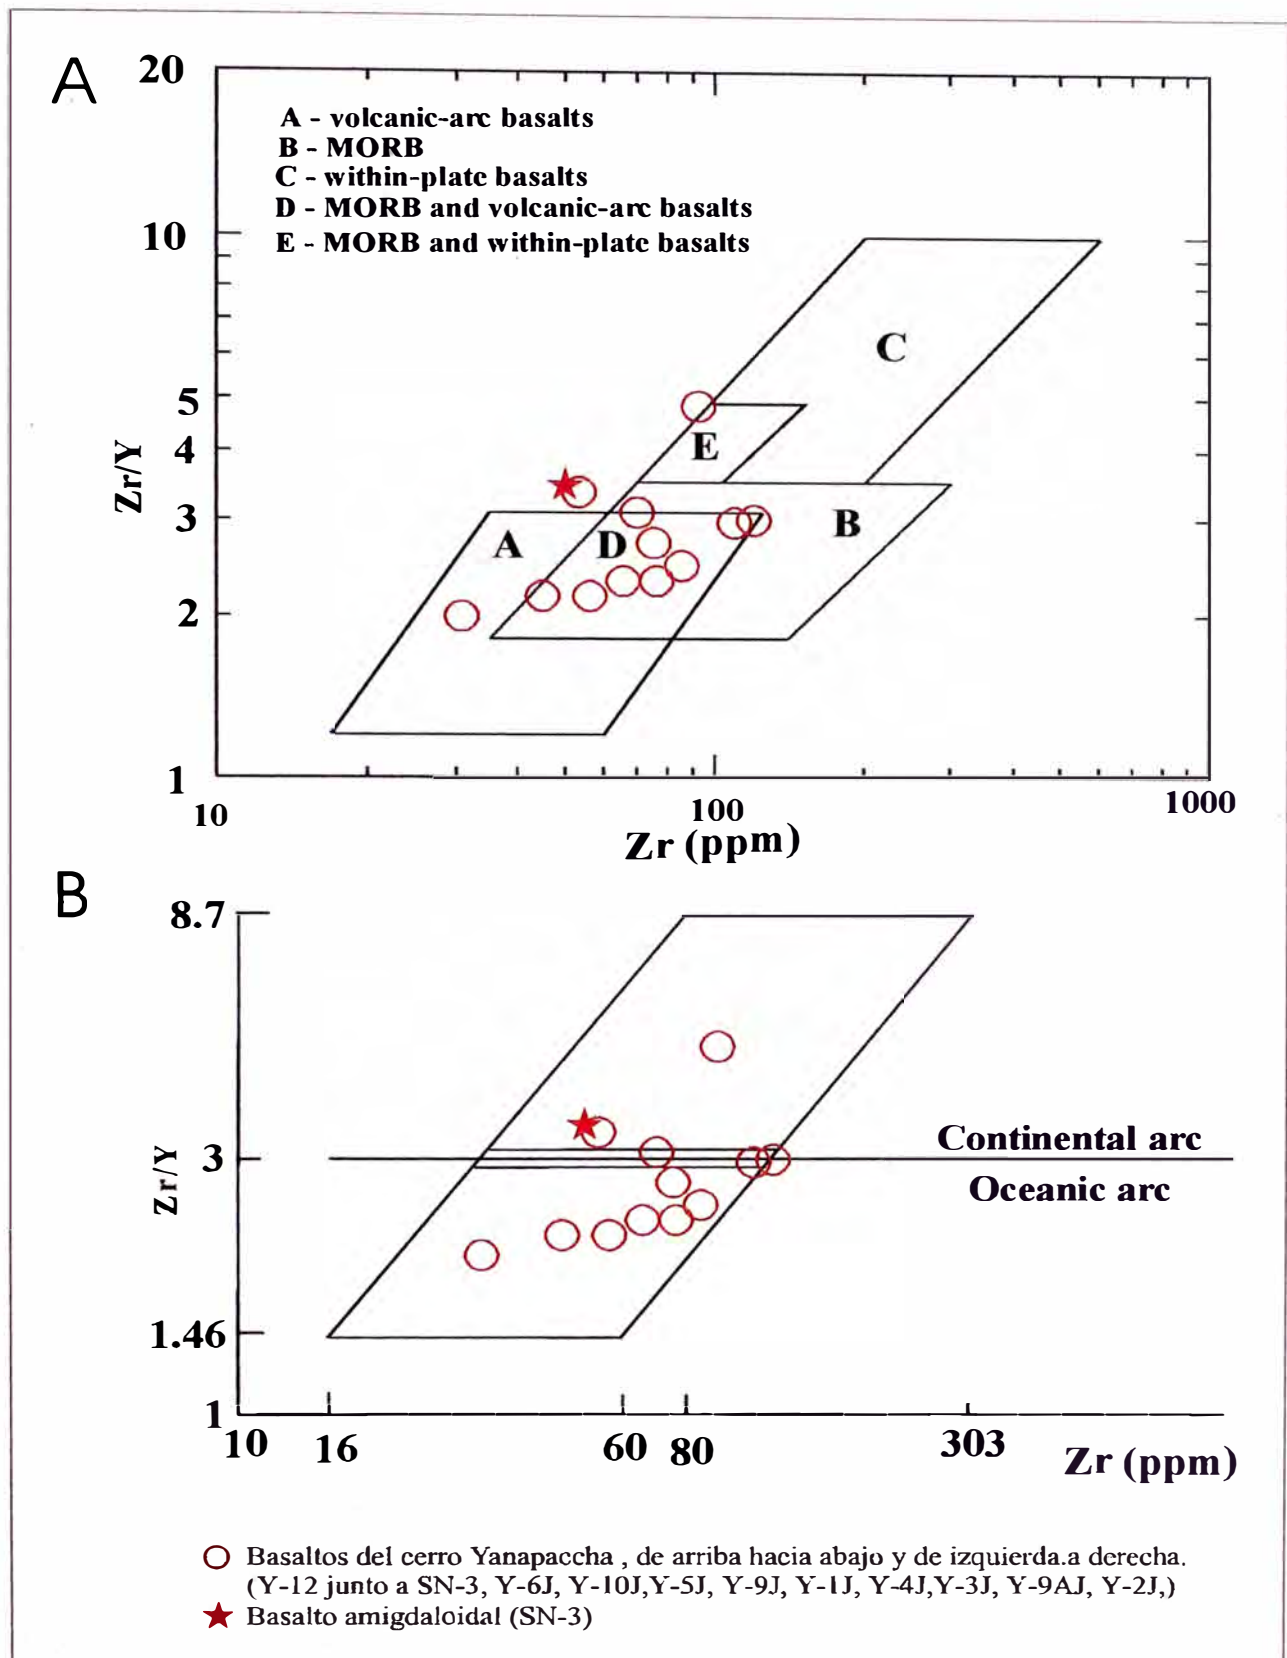 A
20
A - volcanic-arc basalts
B - MORB
C - within-plate basalts
D - MORB and volcanic-arc basalts
E - MORB and within-plate basalts
10
C
5
E
4
Zr/Y
3
A
D
B
2
1
10
100
1000
Zr (ppm)
B
8.7
Continental arc
3
Zr/Y
Oceanic arc
1.46
1
10
16
60
80
303
Zr (ppm)
Basaltos del cerro Yanapaccha , de arriba hacia abajo y de izquierda.a derecha.
(Y-12 junto a SN-3, Y-6J, Y-10J,Y-5J, Y-9J, Y-1J, Y-4J,Y-3J, Y-9AJ, Y-2J,)
Basalto amigdaloidal (SN-3)